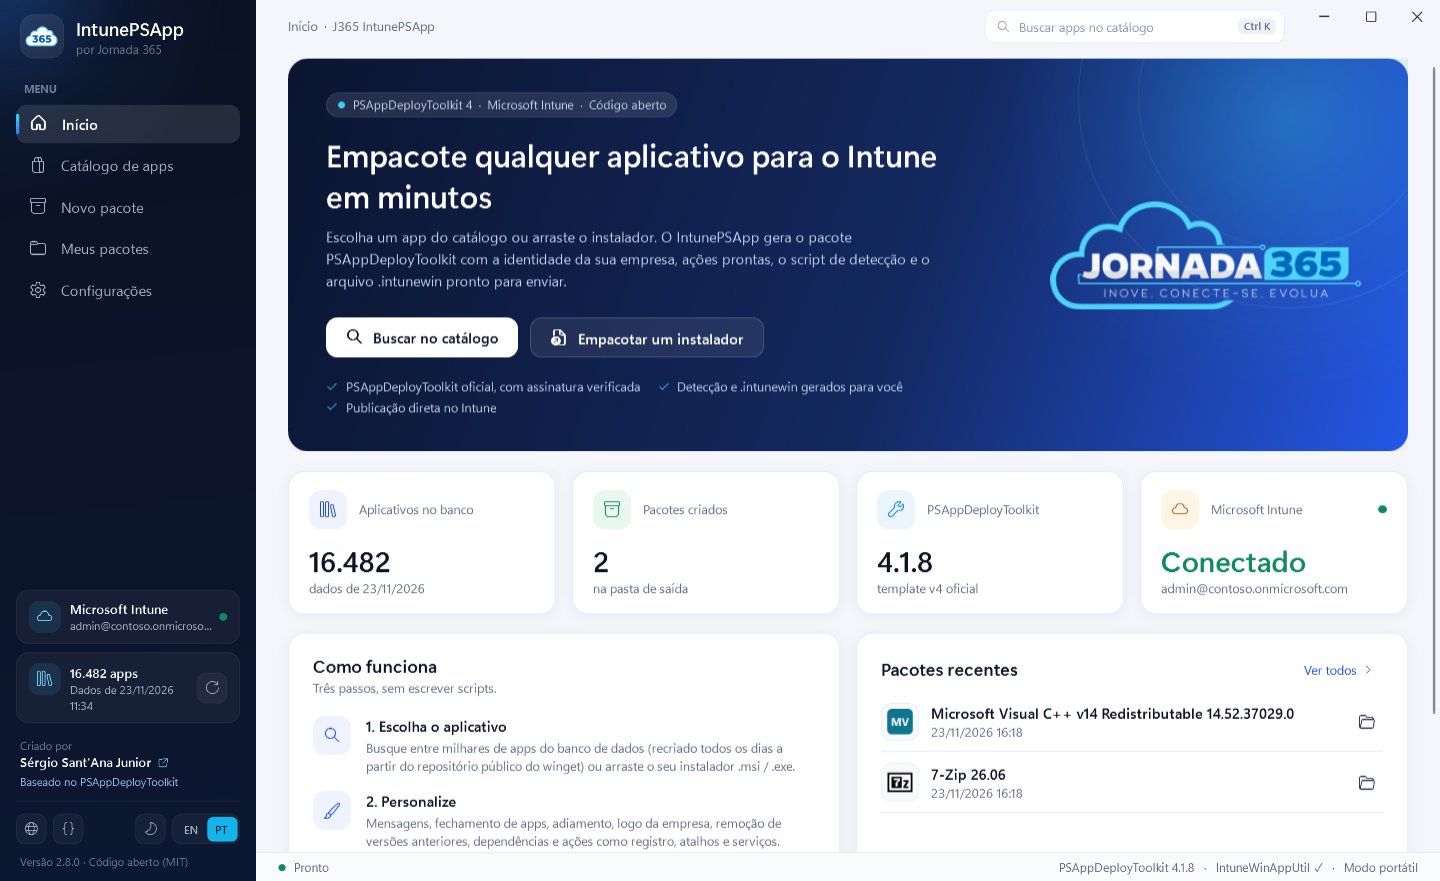 365
IntunePSApp
por Jornada 365
MENU
Início
Catálogo de apps
Novo pacote
Meus pacotes
Configurações
Microsoft Intune
admin@contoso.onmicroso...
16.482 apps
Dados de 23/11/2026
11:34
Criado por
Sérgio Sant'Ana Junior
Baseado no PSAppDeployToolkit
{}
EN PT
Versão 2.8.0 · Código aberto (MIT)
Início · J365 IntunePSApp
Buscar apps no catálogo Ctrl K
PSAppDeployToolkit 4 · Microsoft Intune · Código aberto
Empacote qualquer aplicativo para o Intune
em minutos
Escolha um app do catálogo ou arraste o instalador. O IntunePSApp gera o pacote
PSAppDeployToolkit com a identidade da sua empresa, ações prontas, o script de detecção e o
arquivo .intunewin pronto para enviar.
Buscar no catálogo
Empacotar um instalador
PSAppDeployToolkit oficial, com assinatura verificada
Detecção e .intunewin gerados para você
Publicação direta no Intune
JORNADA 365
INOVE, CONECTE-SE, EVOLUA
Aplicativos no banco
16.482
dados de 23/11/2026
Pacotes criados
2
na pasta de saída
PSAppDeployToolkit
4.1.8
template v4 oficial
Microsoft Intune
Conectado
admin@contoso.onmicrosoft.com
Como funciona
Três passos, sem escrever scripts.
1. Escolha o aplicativo
Busque entre milhares de apps do banco de dados (recriado todos os dias a
partir do repositório público do winget) ou arraste o seu instalador .msi / .exe.
2. Personalize
Mensagens, fechamento de apps, adiamento, logo da empresa, remoção de
versões anteriores, dependências e ações como registro, atalhos e serviços.
Pacotes recentes
Ver todos
MV
Microsoft Visual C++ v14 Redistributable 14.52.37029.0
23/11/2026 16:18
7z
7-Zip 26.06
23/11/2026 16:18
Pronto
PSAppDeployToolkit 4.1.8 · IntuneWinAppUtil ✓ · Modo portátil